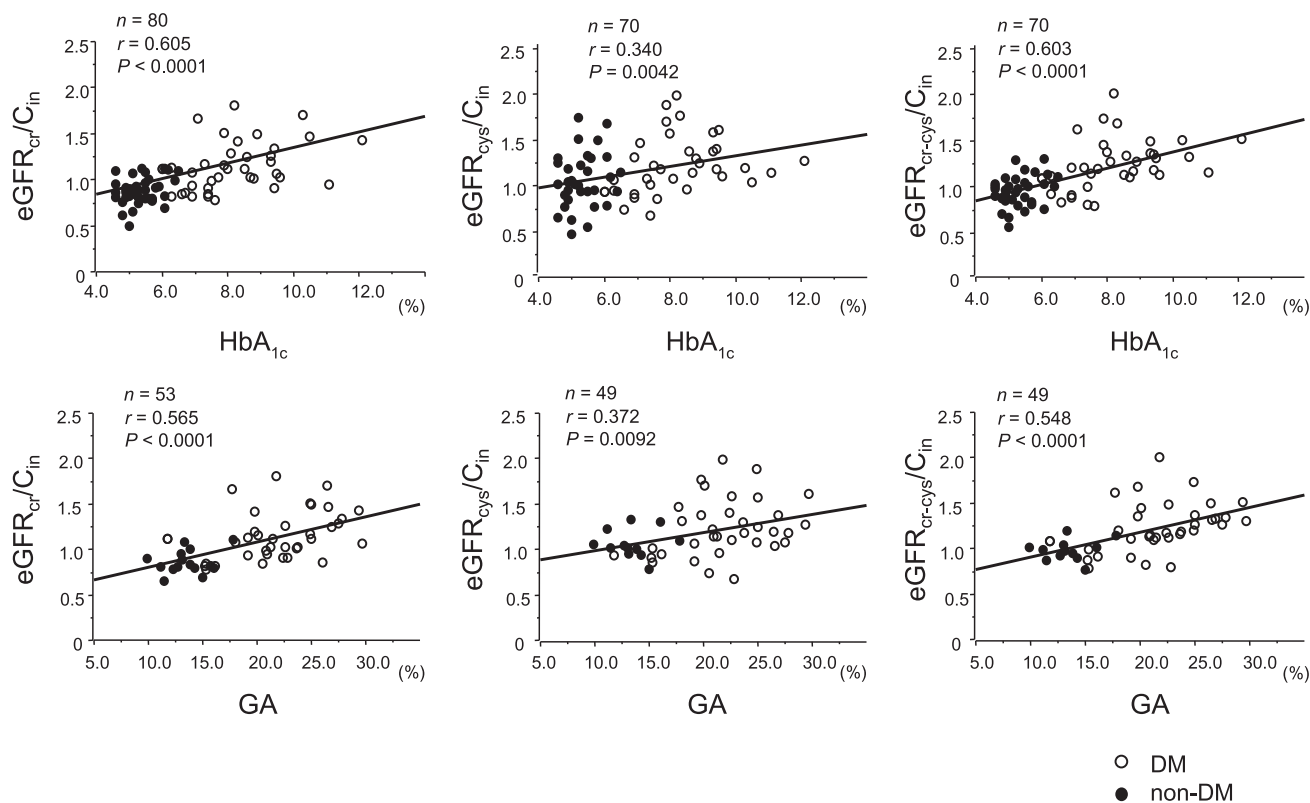 n = 80
r = 0.605
P < 0.0001
eGFRcr/Cin
2.5
2.0
1.5
1.0
0.5
0
4.0 6.0 8.0 10.0 12.0
(%)
HbA1c
n = 70
r = 0.340
P = 0.0042
eGFRcys/Cin
2.5
2.0
1.5
1.0
0.5
0
4.0 6.0 8.0 10.0 12.0
(%)
HbA1c
n = 70
r = 0.603
P < 0.0001
eGFRcr-cys/Cin
2.5
2.0
1.5
1.0
0.5
0
4.0 6.0 8.0 10.0 12.0
(%)
HbA1c
n = 53
r = 0.565
P < 0.0001
eGFRcr/Cin
2.5
2.0
1.5
1.0
0.5
0
5.0 10.0 15.0 20.0 25.0 30.0
(%)
GA
n = 49
r = 0.372
P = 0.0092
eGFRcys/Cin
2.5
2.0
1.5
1.0
0.5
0
5.0 10.0 15.0 20.0 25.0 30.0
(%)
GA
n = 49
r = 0.548
P < 0.0001
eGFRcr-cys/Cin
2.5
2.0
1.5
1.0
0.5
0
5.0 10.0 15.0 20.0 25.0 30.0
(%)
GA
DM
non-DM